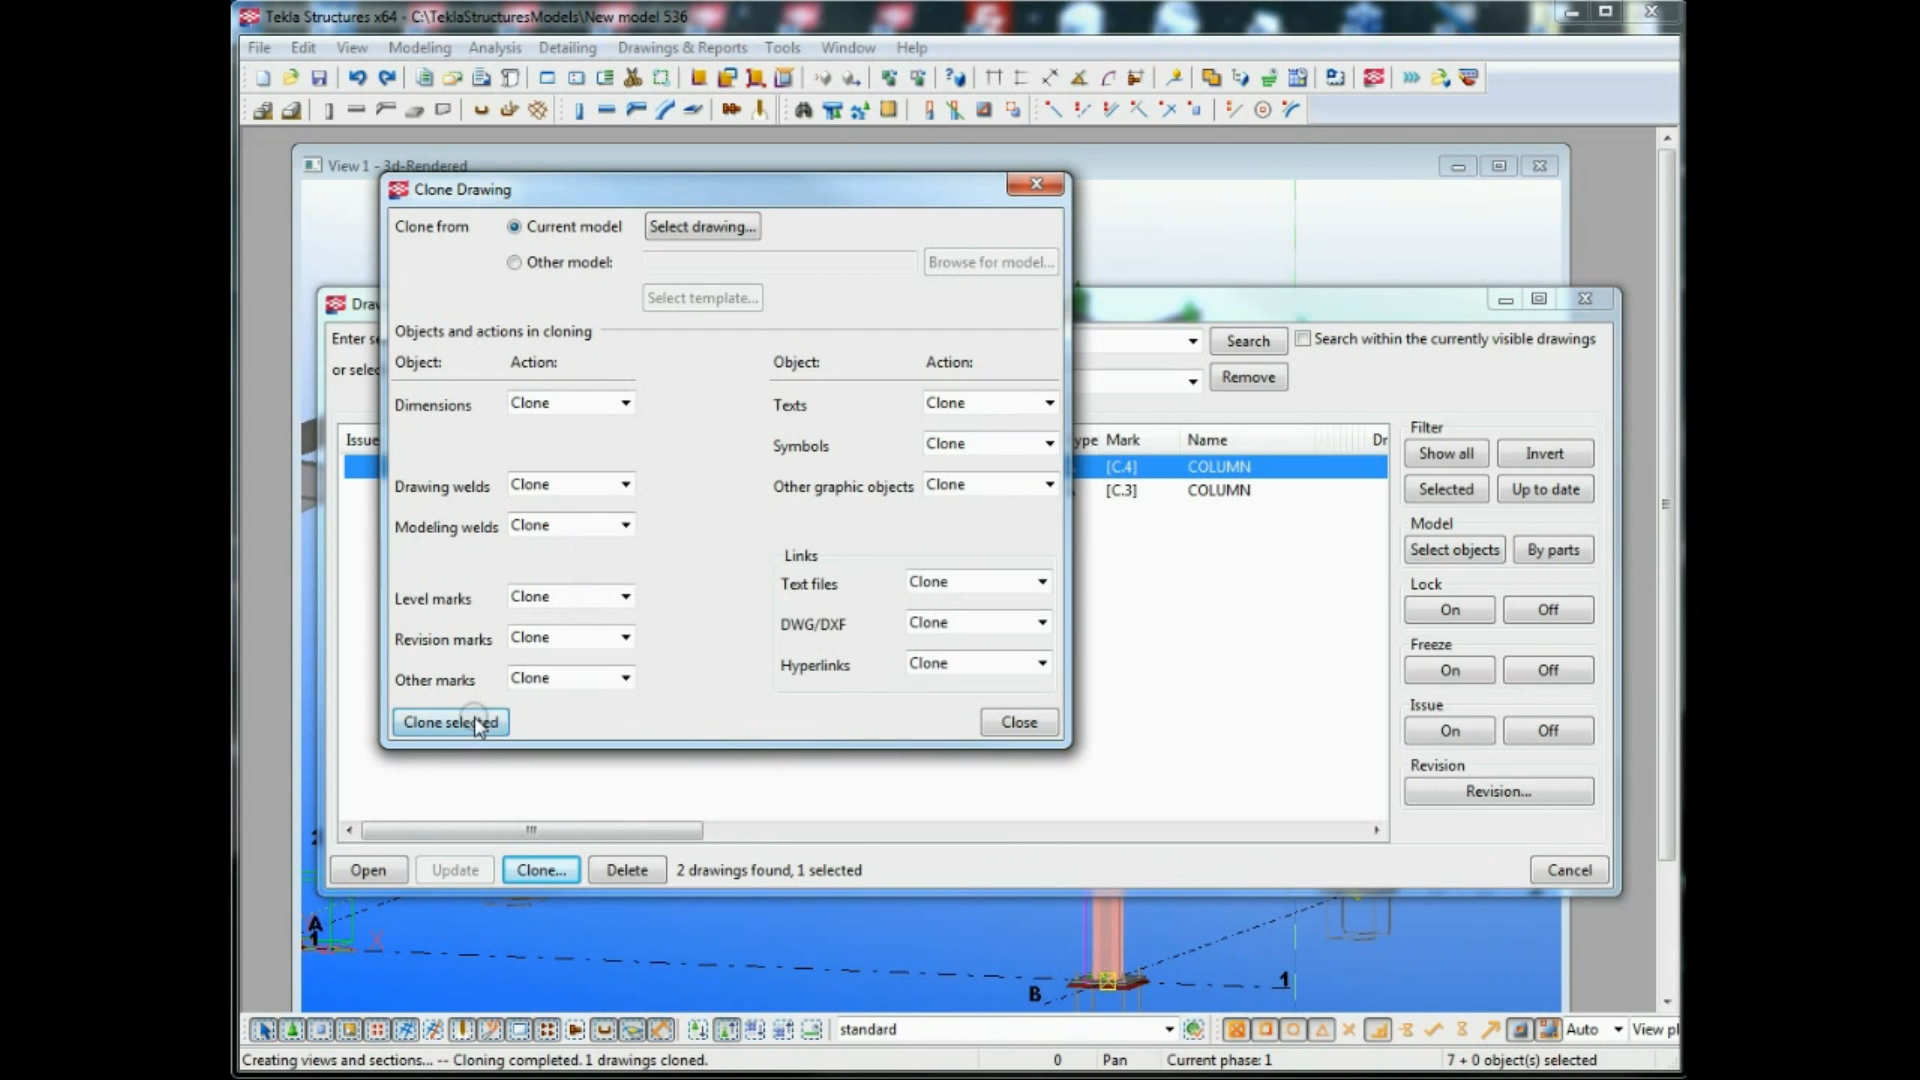 Tekla Structures x64 - C:\TeklaStructuresModels\New model 536
File Edit View Modeling Analysis Detailing Drawings & Reports Tools Window Help
View 1 - 3d-Rendered
Clone Drawing
Clone from Current model Select drawing...
Other model: Browse for model...
Select template...
Objects and actions in cloning
Object: Action: Object: Action:
Dimensions Clone Texts Clone
Symbols Clone
Drawing welds Clone Other graphic objects Clone
Modeling welds Clone
Links
Text files Clone
Level marks Clone
DWG/DXF Clone
Revision marks Clone
Hyperlinks Clone
Other marks Clone
Clone selected Close
Search Search within the currently visible drawings
or Remove
Mark Name
[C.4] COLUMN
[C.3] COLUMN
Filter
Show all Invert
Selected Up to date
Model
Select objects By parts
Lock
On Off
Freeze
On Off
Issue
On Off
Revision
Revision...
Open Update Clone... Delete 2 drawings found, 1 selected Cancel
A
1
B
1
standard Auto
Creating views and sections... -- Cloning completed. 1 drawings cloned. 0 Pan Current phase: 1 7 + 0 object(s) selected